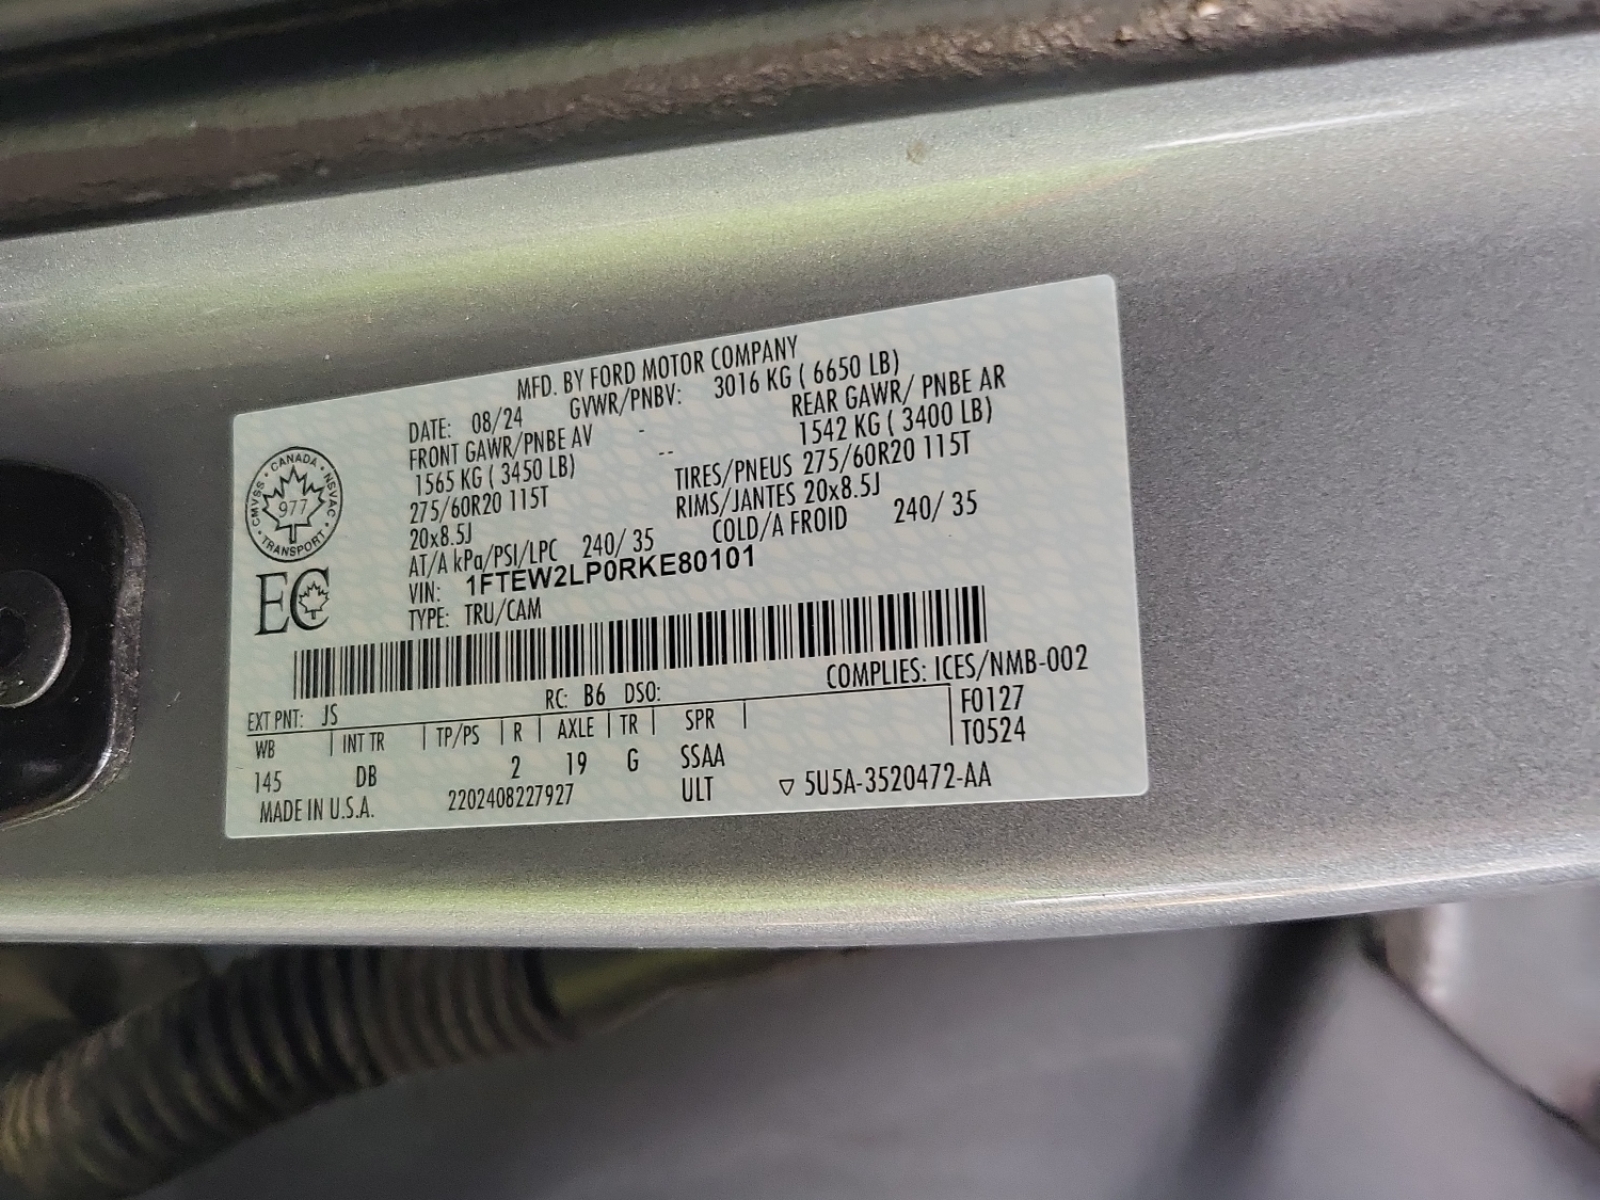 MFD. BY FORD MOTOR COMPANY
DATE: 08/24 GVWR/PNBV: 3016 KG ( 6650 LB)
FRONT GAWR/PNBE AV - REAR GAWR/ PNBE AR
1565 KG ( 3450 LB) -- 1542 KG ( 3400 LB)
275/60R20 115T TIRES/PNEUS 275/60R20 115T
20x8.5J RIMS/JANTES 20x8.5J
AT/A kPa/PSI/LPC 240/ 35 COLD/A FROID 240/ 35
VIN: 1FTEW2LP0RKE80101
TYPE: TRU/CAM
CANADA · NSVAC · TRANSPORT · CMVSS
977
EC
COMPLIES: ICES/NMB-002
EXT PNT: JS RC: B6 DSO: F0127
WB INT TR TP/PS R AXLE TR SPR T0524
145 DB 2 19 G SSAA
MADE IN U.S.A. 2202408227927 ULT ▽ 5U5A-3520472-AA